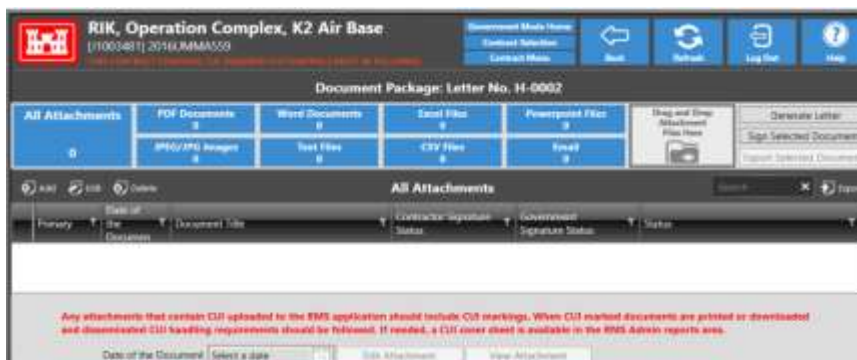 RIK, Operation Complex, K2 Air Base
Government Mode Home
Contract Selection
Contract Menu
Back
Refresh
Log Out
Help
Document Package: Letter No. H-0002
All Attachments
0
PDF Documents
0
Word Documents
0
Excel Files
0
Powerpoint Files
0
JPEG/JPG Images
0
Text Files
0
CSV Files
0
Email
0
Drag and Drop
Attachment
Files Here
Generate Letter
Sign Selected Document
Export Selected Document
Add
Edit
Delete
All Attachments
Search
Primary
Date of
the
Documen
Document Title
Contractor Signature
Status
Government
Signature Status
Status
Any attachments that contain CUI uploaded to the RMS application should include CUI markings. When CUI marked documents are printed or downloaded
and disseminated CUI handling requirements should be followed. If needed, a CUI cover sheet is available in the RMS Admin reports area.
Date of the Document
Select a date
Edit Attachment
View Attachment